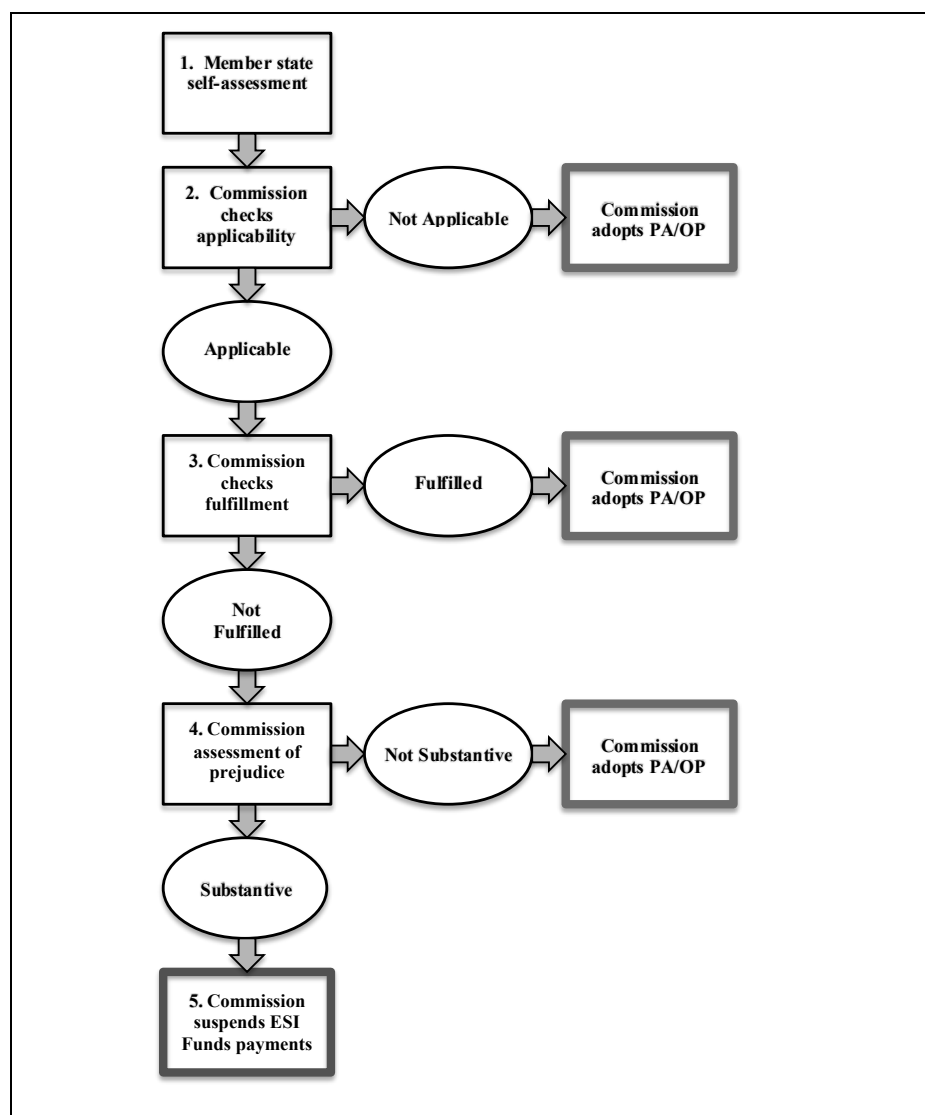 1. Member state
self-assessment
2. Commission
checks
applicability
Not Applicable
Commission
adopts PA/OP
Applicable
3. Commission
checks
fulfillment
Fulfilled
Commission
adopts PA/OP
Not
Fulfilled
4. Commission
assessment of
prejudice
Not Substantive
Commission
adopts PA/OP
Substantive
5. Commission
suspends ESI
Funds payments